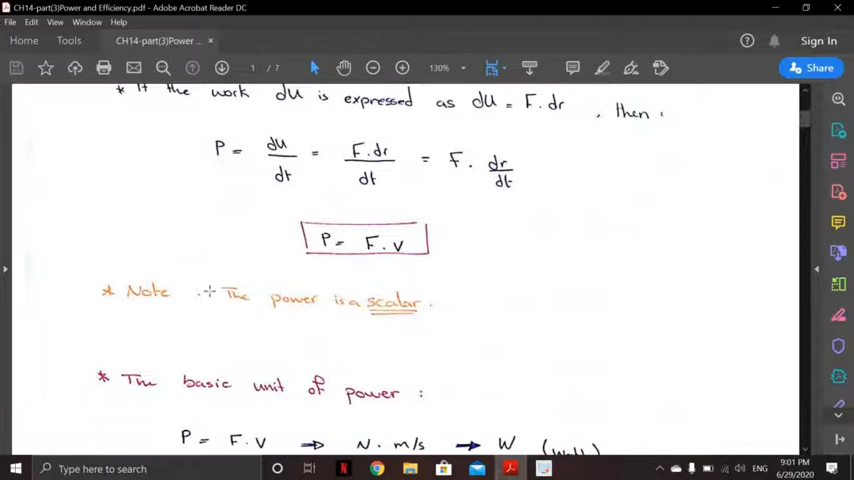 CH14-part(3)Power and Efficiency.pdf - Adobe Acrobat Reader DC
File Edit View Window Help
Home Tools CH14-part(3)Power ... × Sign In
1 / 7 130% Share
* If the work dU is expressed as dU = F.dr , then :
P = dU/dt = F.dr/dt = F. dr/dt
P = F.V
* Note : The power is a scalar.
* The basic unit of power :
P = F.V → N. m/s → W (Watt)
Type here to search ENG 9:01 PM
6/29/2020